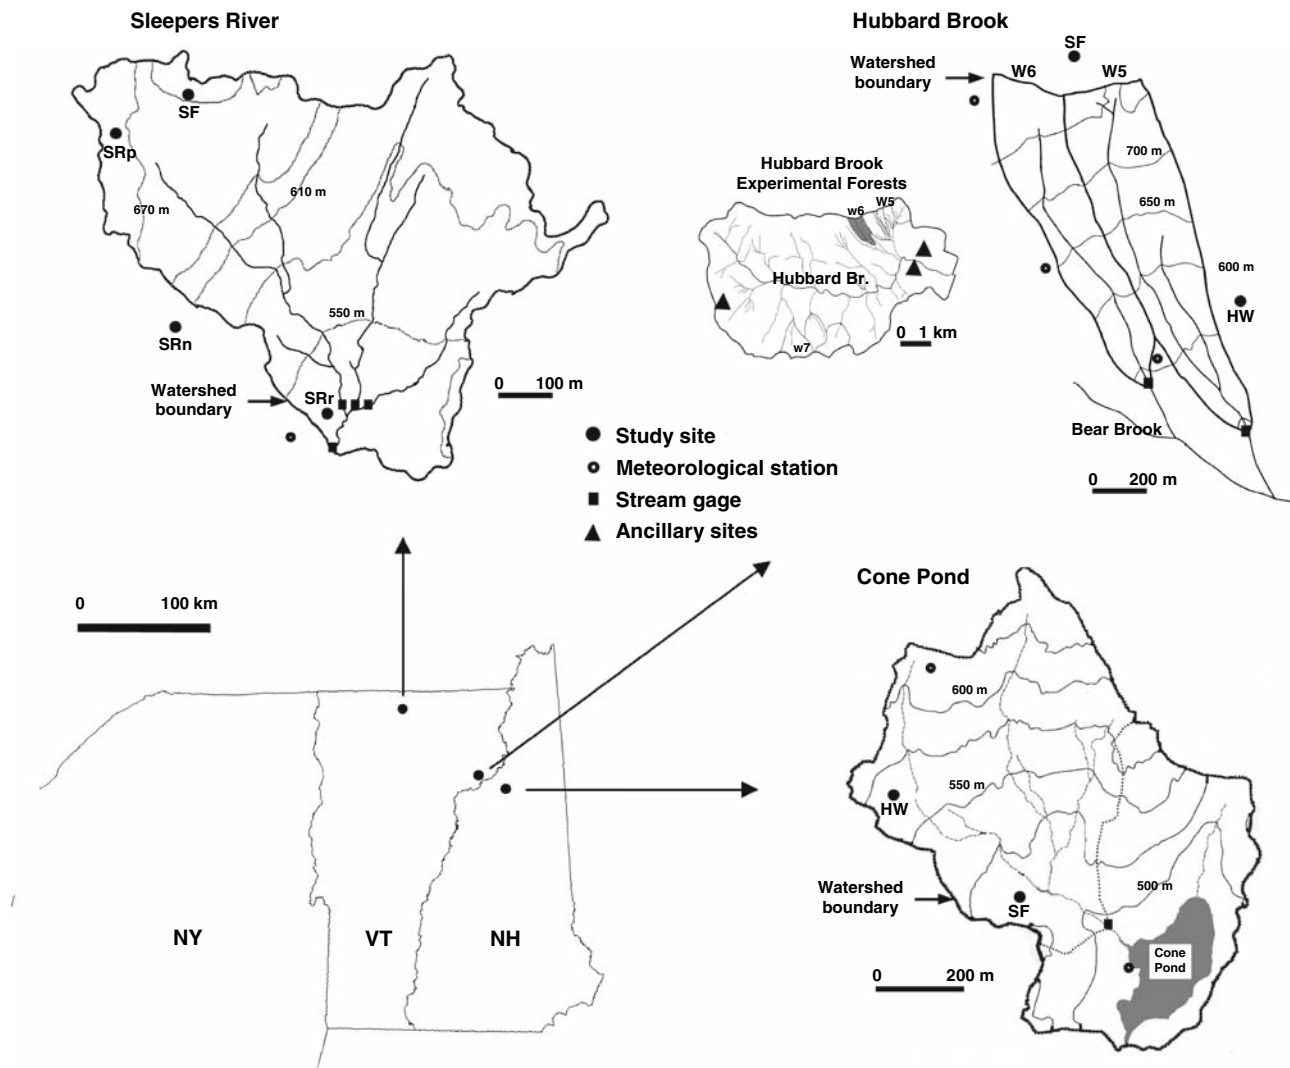 Sleepers River
SF
SRp
610 m
670 m
550 m
SRn
Watershed
boundary
SRr
0 100 m
Hubbard Brook
SF
Watershed
boundary
W6 W5
700 m
650 m
600 m
HW
Bear Brook
0 200 m
Hubbard Brook
Experimental Forests
w6 W5
Hubbard Br.
w7
0 1 km
Study site
Meteorological station
Stream gage
Ancillary sites
0 100 km
NY
VT
NH
Cone Pond
600 m
550 m
HW
500 m
Watershed
boundary
SF
Cone
Pond
0 200 m